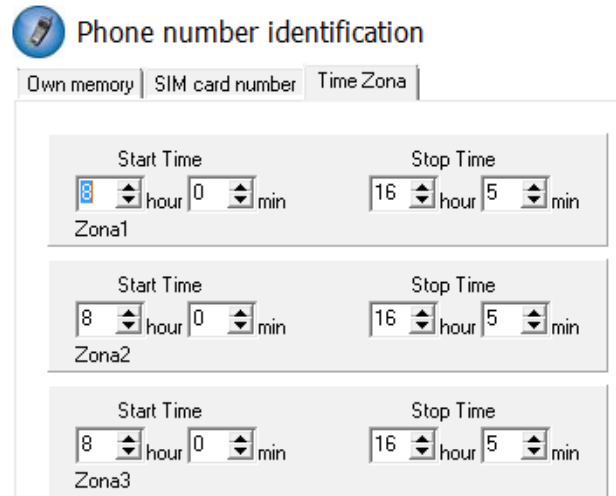 Phone number identification
Own memory SIM card number Time Zona
Start Time Stop Time
8 hour 0 min 16 hour 5 min
Zona1
Start Time Stop Time
8 hour 0 min 16 hour 5 min
Zona2
Start Time Stop Time
8 hour 0 min 16 hour 5 min
Zona3